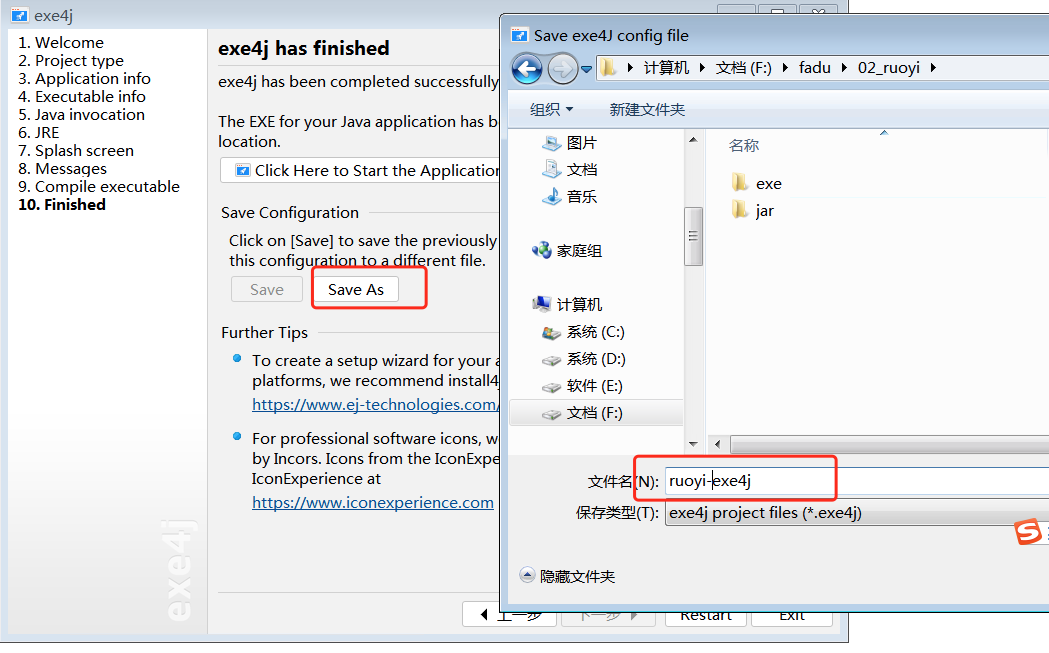 exe4j
1. Welcome
2. Project type
3. Application info
4. Executable info
5. Java invocation
6. JRE
7. Splash screen
8. Messages
9. Compile executable
10. Finished
exe4j
exe4j has finished
exe4j has been completed successfully
The EXE for your Java application has b
location.
Click Here to Start the Application
Save Configuration
Click on [Save] to save the previously
this configuration to a different file.
Save
Save As
Further Tips
To create a setup wizard for your a
platforms, we recommend install4j
https://www.ej-technologies.com/
For professional software icons, w
by Incors. Icons from the IconExpe
IconExperience at
https://www.iconexperience.com
上一步
下一步
Restart
Exit
Save exe4J config file
计算机 文档 (F:) fadu 02_ruoyi
组织 新建文件夹
图片
文档
音乐
家庭组
计算机
系统 (C:)
系统 (D:)
软件 (E:)
文档 (F:)
名称
exe
jar
文件名(N): ruoyi-exe4j
保存类型(T): exe4j project files (*.exe4j)
隐藏文件夹